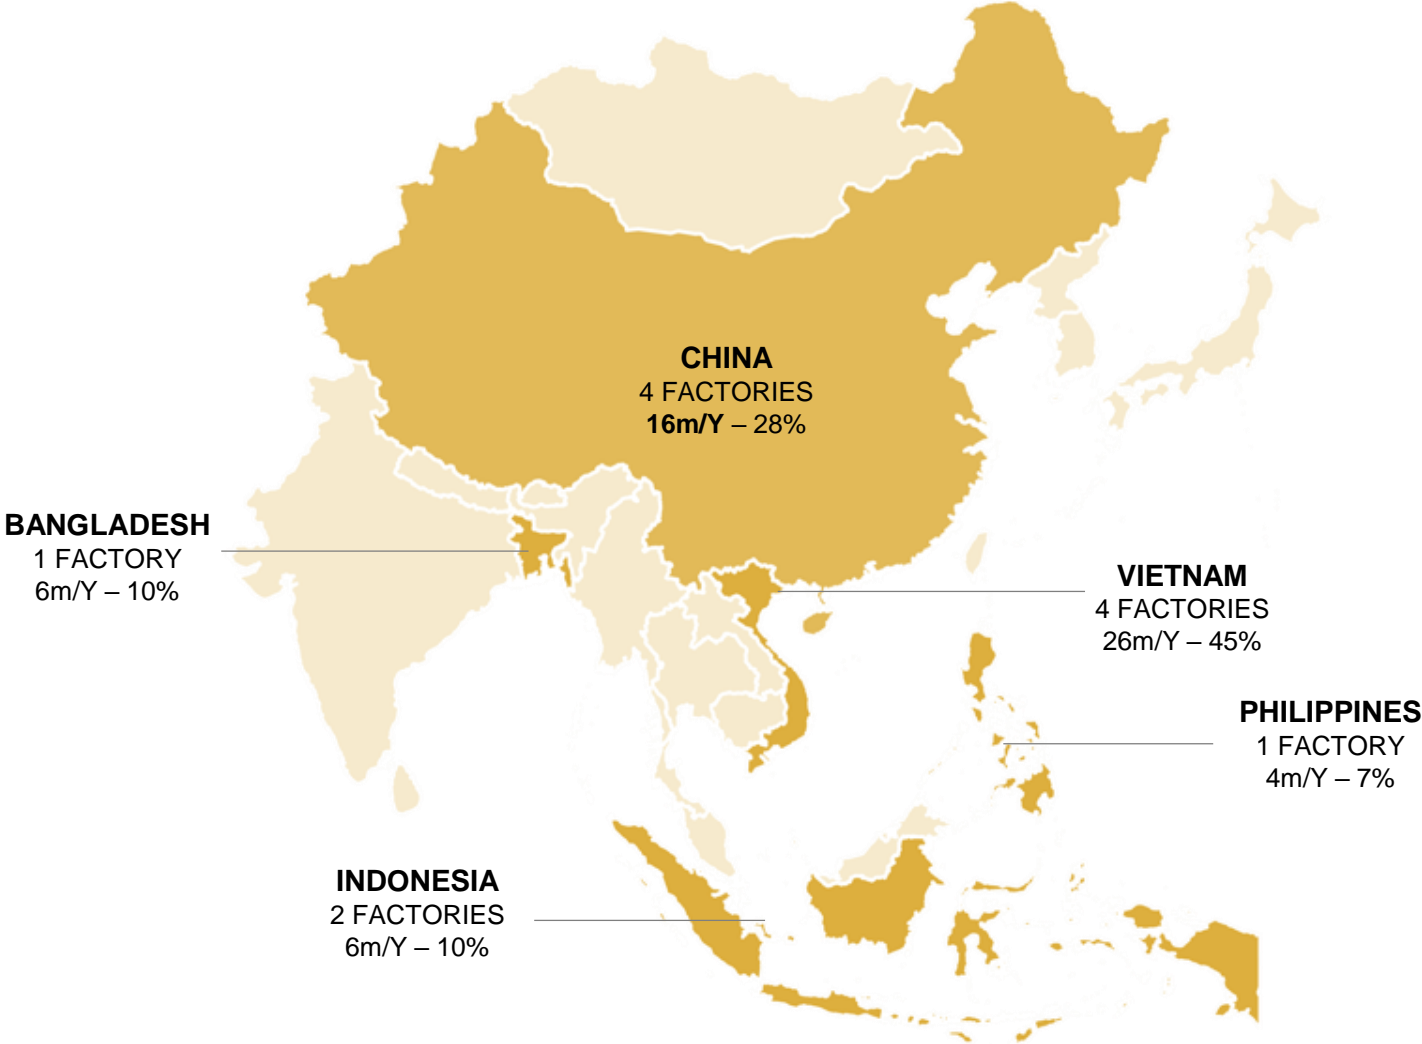 CHINA
4 FACTORIES
16m/Y – 28%
BANGLADESH
1 FACTORY
6m/Y – 10%
VIETNAM
4 FACTORIES
26m/Y – 45%
PHILIPPINES
1 FACTORY
4m/Y – 7%
INDONESIA
2 FACTORIES
6m/Y – 10%